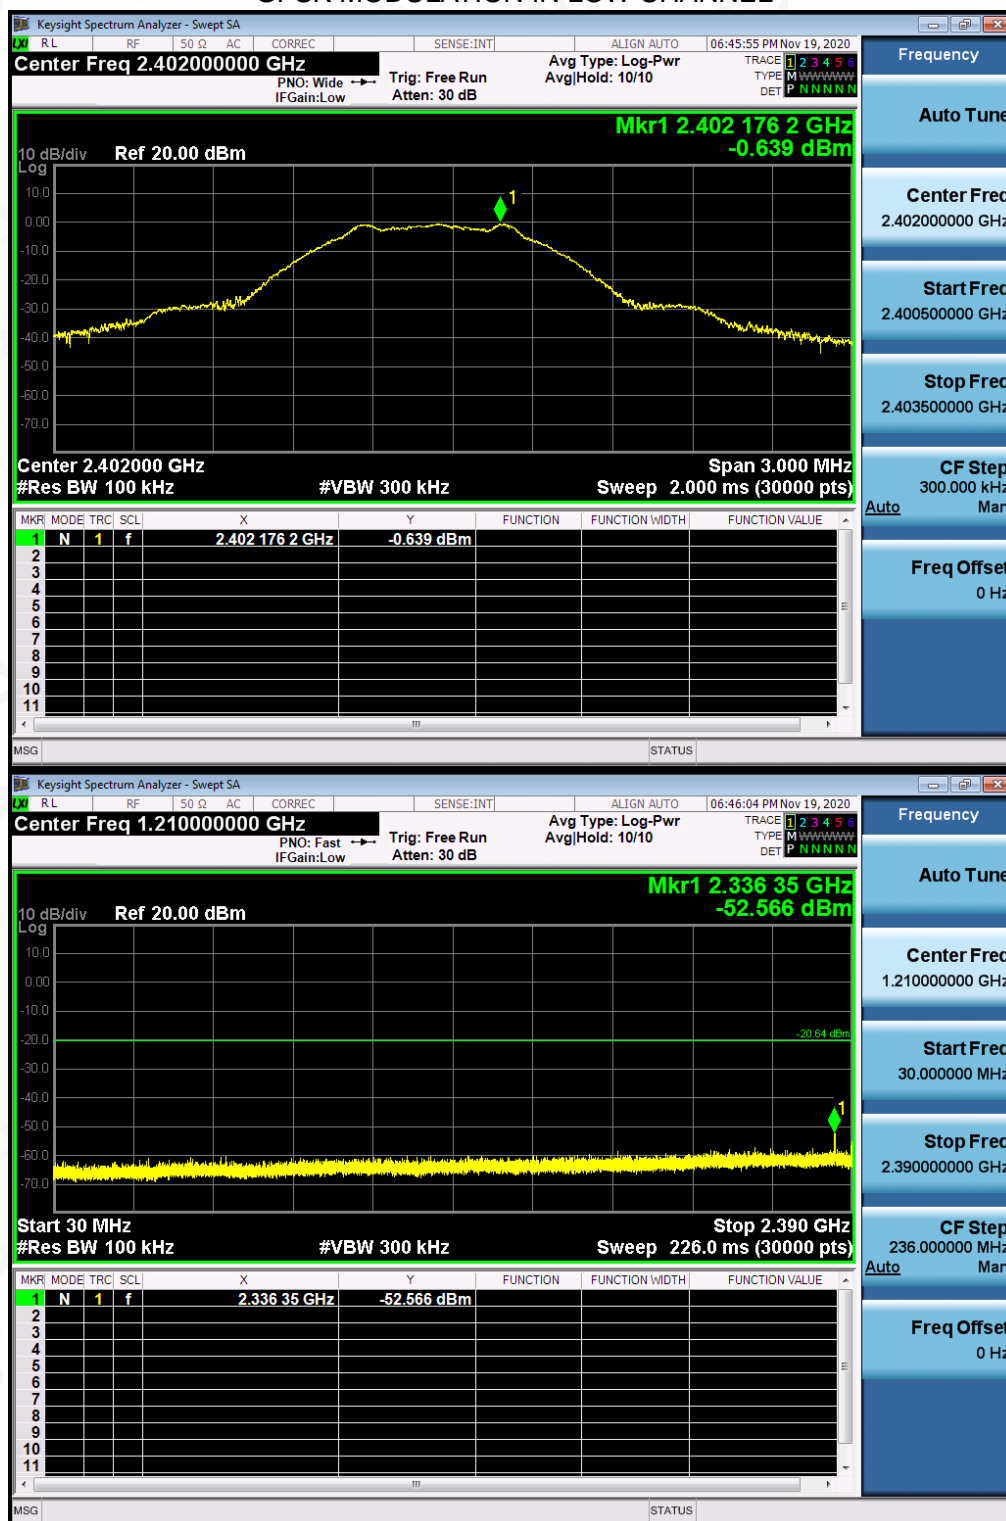 Keysight Spectrum Analyzer - Swept SA
LXI RL RF 50 Ω AC CORREC SENSE:INT ALIGN AUTO 06:45:55 PM Nov 19, 2020
Center Freq 2.402000000 GHz
PNO: Wide
IFGain:Low
Trig: Free Run
Atten: 30 dB
Avg Type: Log-Pwr
Avg|Hold: 10/10
TRACE 1 2 3 4 5 6
TYPE M WWWWW
DET P N N N N N
Mkr1 2.402 176 2 GHz
-0.639 dBm
10 dB/div Ref 20.00 dBm
Log
10.0
0.00
-10.0
-20.0
-30.0
-40.0
-50.0
-60.0
-70.0
1
Center 2.402000 GHz Span 3.000 MHz
#Res BW 100 kHz #VBW 300 kHz Sweep 2.000 ms (30000 pts)
MKR MODE TRC SCL X Y FUNCTION FUNCTION WIDTH FUNCTION VALUE
1 N 1 f 2.402 176 2 GHz -0.639 dBm
2
3
4
5
6
7
8
9
10
11
MSG STATUS
Frequency
Auto Tune
Center Freq
2.402000000 GHz
Start Freq
2.400500000 GHz
Stop Freq
2.403500000 GHz
CF Step
300.000 kHz
Auto Man
Freq Offset
0 Hz
Keysight Spectrum Analyzer - Swept SA
LXI RL RF 50 Ω AC CORREC SENSE:INT ALIGN AUTO 06:46:04 PM Nov 19, 2020
Center Freq 1.210000000 GHz
PNO: Fast
IFGain:Low
Trig: Free Run
Atten: 30 dB
Avg Type: Log-Pwr
Avg|Hold: 10/10
TRACE 1 2 3 4 5 6
TYPE M WWWWW
DET P N N N N N
Mkr1 2.336 35 GHz
-52.566 dBm
10 dB/div Ref 20.00 dBm
Log
10.0
0.00
-10.0
-20.0
-30.0
-40.0
-50.0
-60.0
-70.0
-20.64 dBm
1
Start 30 MHz Stop 2.390 GHz
#Res BW 100 kHz #VBW 300 kHz Sweep 226.0 ms (30000 pts)
MKR MODE TRC SCL X Y FUNCTION FUNCTION WIDTH FUNCTION VALUE
1 N 1 f 2.336 35 GHz -52.566 dBm
2
3
4
5
6
7
8
9
10
11
MSG STATUS
Frequency
Auto Tune
Center Freq
1.210000000 GHz
Start Freq
30.000000 MHz
Stop Freq
2.390000000 GHz
CF Step
236.000000 MHz
Auto Man
Freq Offset
0 Hz